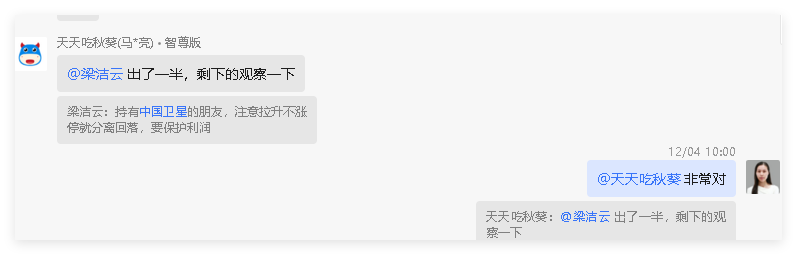 天天吃秋葵(马*亮)·智尊版
@梁洁云 出了一半，剩下的观察一下
梁洁云：持有中国卫星的朋友，注意拉升不涨
停就分离回落，要保护利润
12/04 10:00
@天天吃秋葵 非常对
天天吃秋葵：@梁洁云 出了一半，剩下的观
察一下